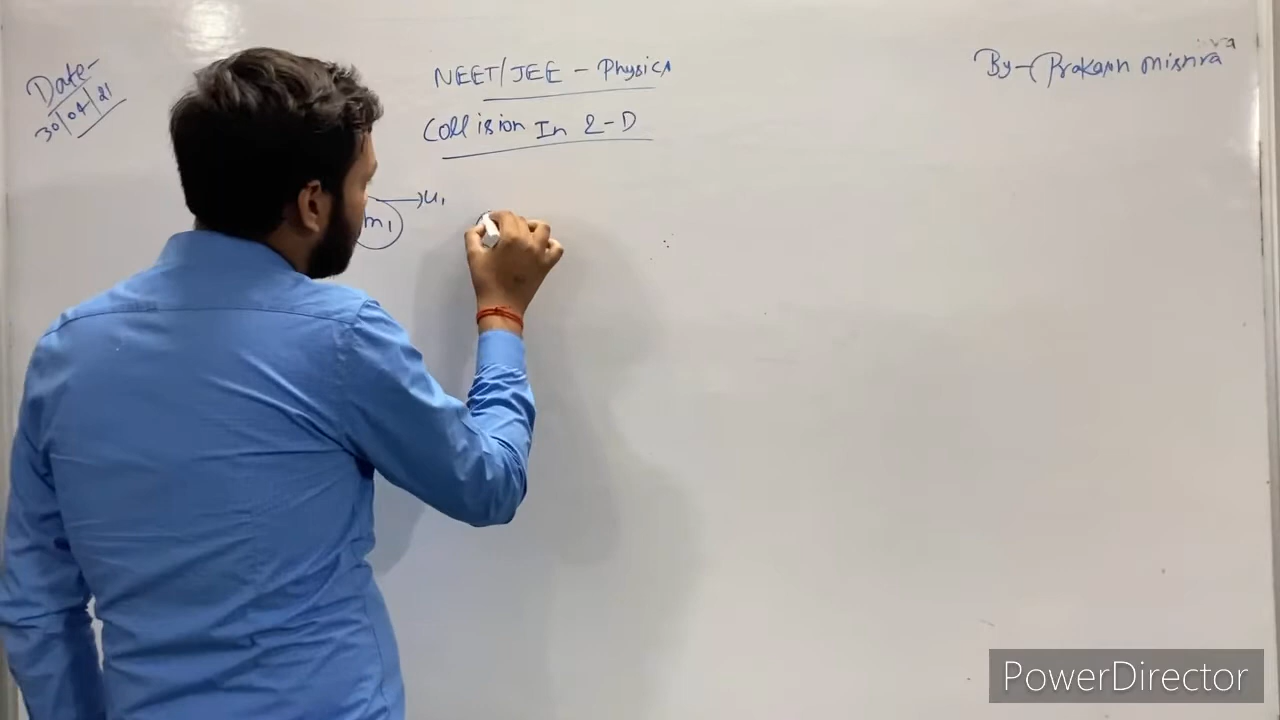 Date-
30/04/21
NEET/JEE - Physics
Collision In 2-D
By- Prakash Mishra
m1
u1
PowerDirector